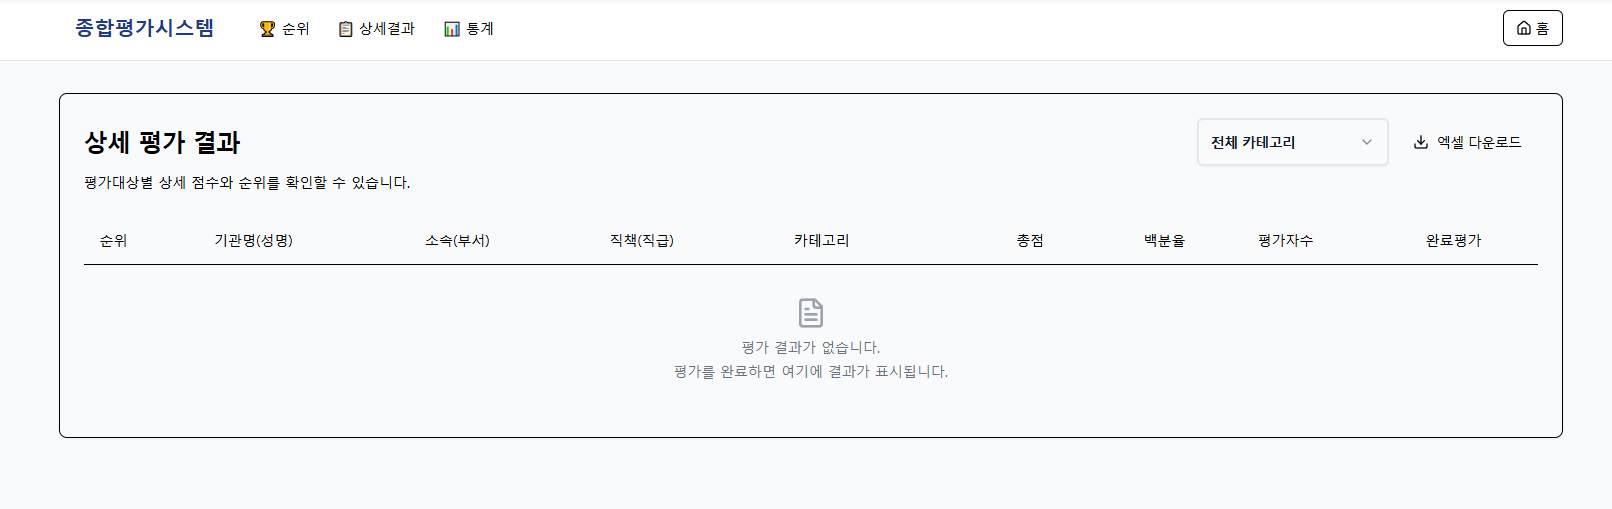 종합평가시스템
순위
상세결과
통계
홈
상세 평가 결과
전체 카테고리
엑셀 다운로드
평가대상별 상세 점수와 순위를 확인할 수 있습니다.
순위 기관명(성명) 소속(부서) 직책(직급) 카테고리 총점 백분율 평가자수 완료평가
평가 결과가 없습니다.
평가를 완료하면 여기에 결과가 표시됩니다.